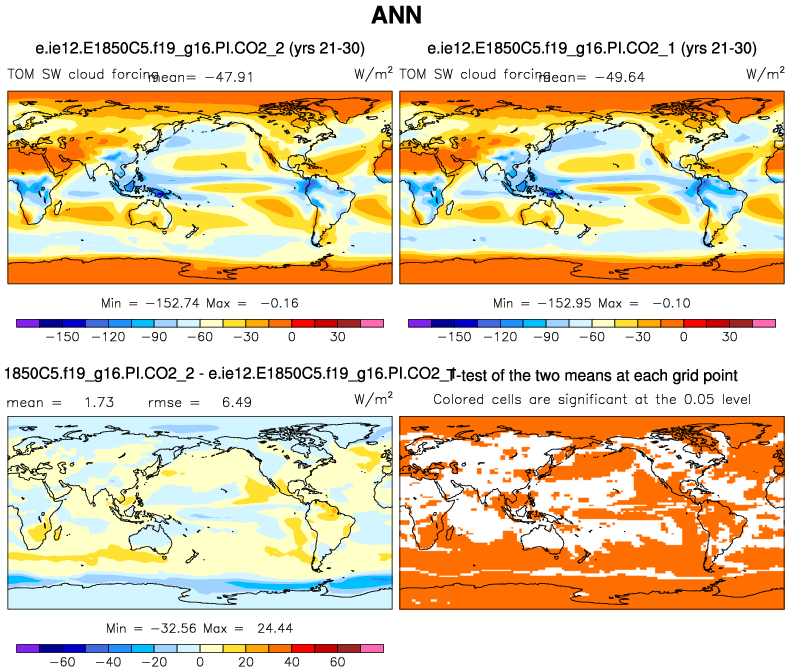 ANN
e.ie12.E1850C5.f19_g16.PI.CO2_2 (yrs 21-30)
e.ie12.E1850C5.f19_g16.PI.CO2_1 (yrs 21-30)
TOM SW cloud forcing mean= −47.91 W/m²
TOM SW cloud forcing mean= −49.64 W/m²
Min = −152.74 Max = −0.16
Min = −152.95 Max = −0.10
−150 −120 −90 −60 −30 0 30
−150 −120 −90 −60 −30 0 30
1850C5.f19_g16.PI.CO2_2 - e.ie12.E1850C5.f19_g16.PI.CO2_1
T-test of the two means at each grid point
mean = 1.73 rmse = 6.49 W/m²
Colored cells are significant at the 0.05 level
Min = −32.56 Max = 24.44
−60 −40 −20 0 20 40 60